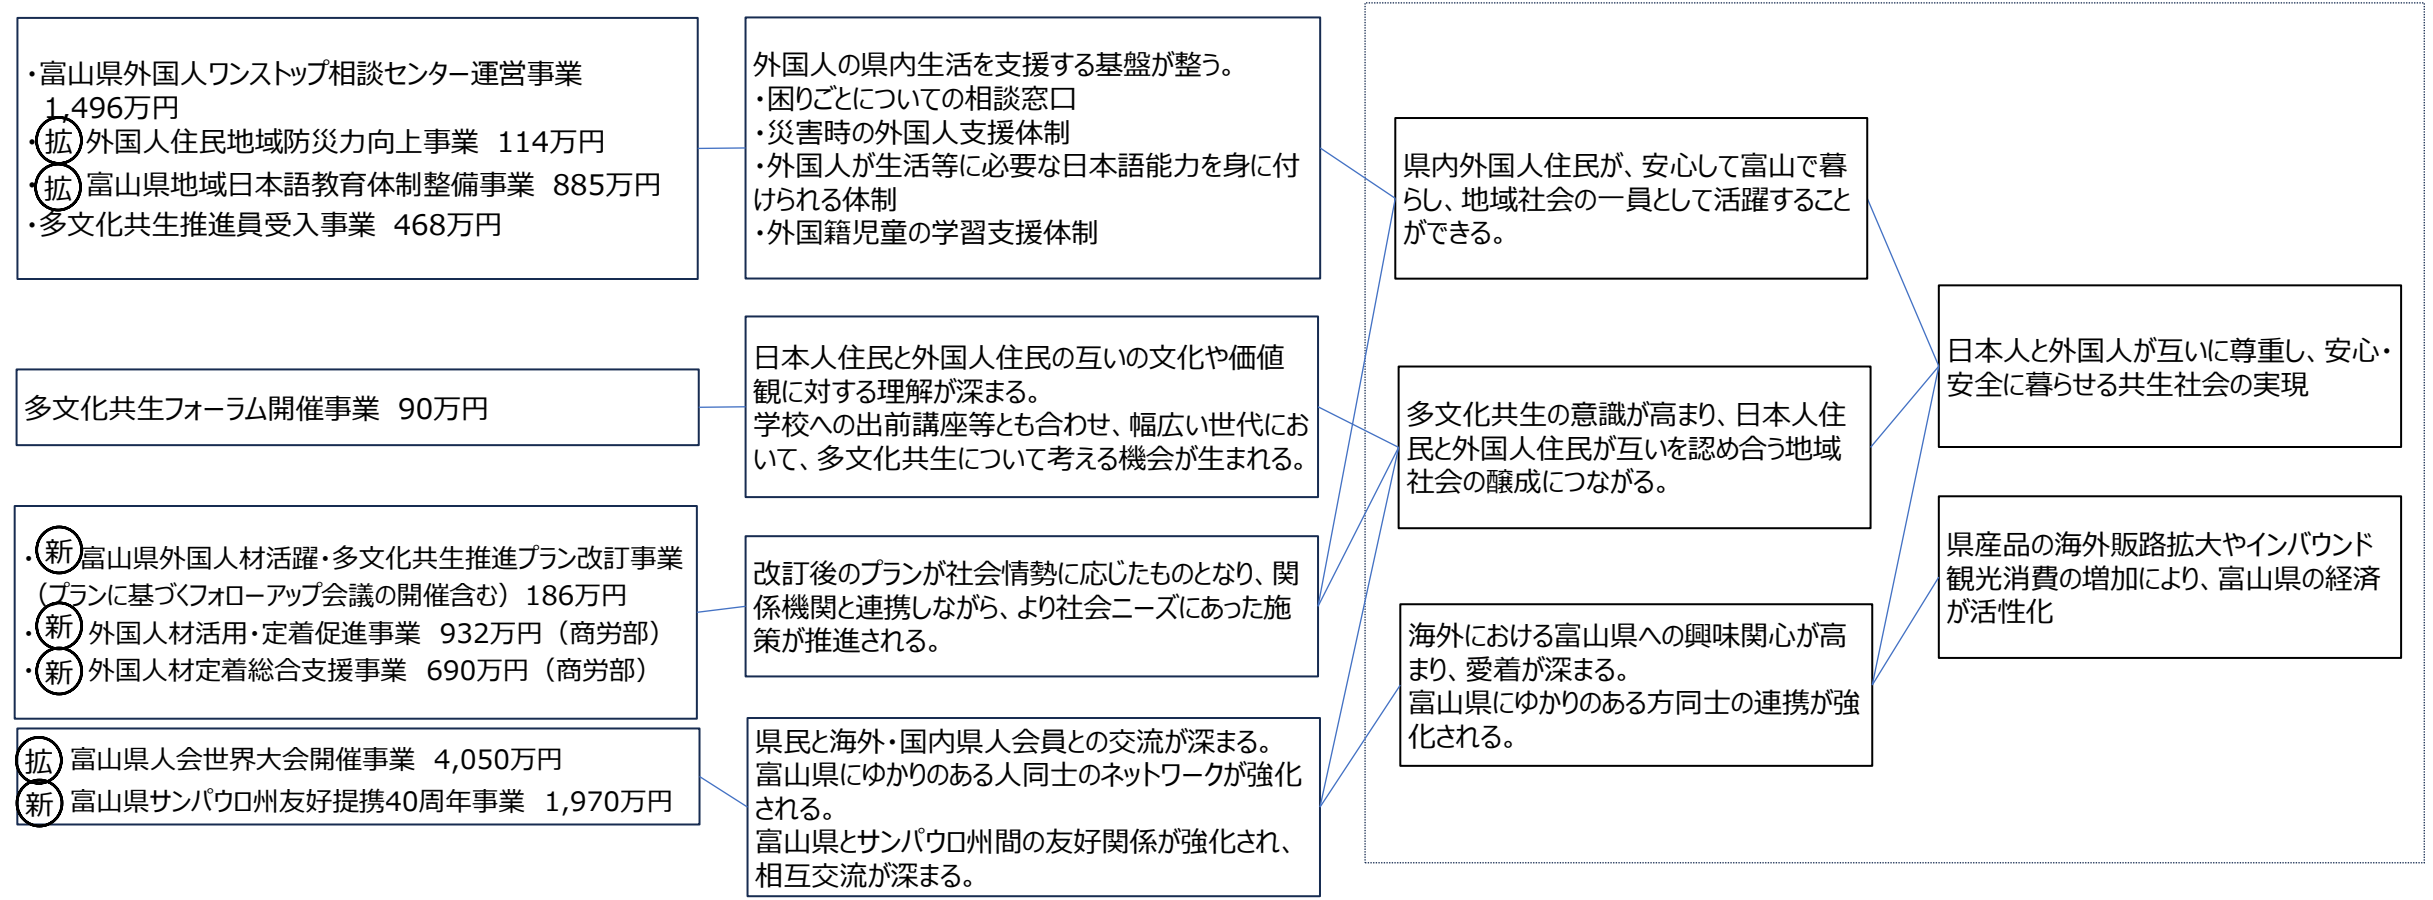 ・富山県外国人ワンストップ相談センター運営事業
1,496万円
・拡 外国人住民地域防災力向上事業 114万円
・拡 富山県地域日本語教育体制整備事業 885万円
・多文化共生推進員受入事業 468万円
外国人の県内生活を支援する基盤が整う。
・困りごとについての相談窓口
・災害時の外国人支援体制
・外国人が生活等に必要な日本語能力を身に付
けられる体制
・外国籍児童の学習支援体制
多文化共生フォーラム開催事業 90万円
日本人住民と外国人住民の互いの文化や価値
観に対する理解が深まる。
学校への出前講座等とも合わせ、幅広い世代にお
いて、多文化共生について考える機会が生まれる。
・新 富山県外国人材活躍・多文化共生推進プラン改訂事業
（プランに基づくフォローアップ会議の開催含む）186万円
・新 外国人材活用・定着促進事業 932万円（商労部）
・新 外国人材定着総合支援事業 690万円（商労部）
改訂後のプランが社会情勢に応じたものとなり、関
係機関と連携しながら、より社会ニーズにあった施
策が推進される。
拡 富山県人会世界大会開催事業 4,050万円
新 富山県サンパウロ州友好提携40周年事業 1,970万円
県民と海外・国内県人会員との交流が深まる。
富山県にゆかりのある人同士のネットワークが強化
される。
富山県とサンパウロ州間の友好関係が強化され、
相互交流が深まる。
県内外国人住民が、安心して富山で暮
らし、地域社会の一員として活躍すること
ができる。
多文化共生の意識が高まり、日本人住
民と外国人住民が互いを認め合う地域
社会の醸成につながる。
海外における富山県への興味関心が高
まり、愛着が深まる。
富山県にゆかりのある方同士の連携が強
化される。
日本人と外国人が互いに尊重し、安心・
安全に暮らせる共生社会の実現
県産品の海外販路拡大やインバウンド
観光消費の増加により、富山県の経済
が活性化